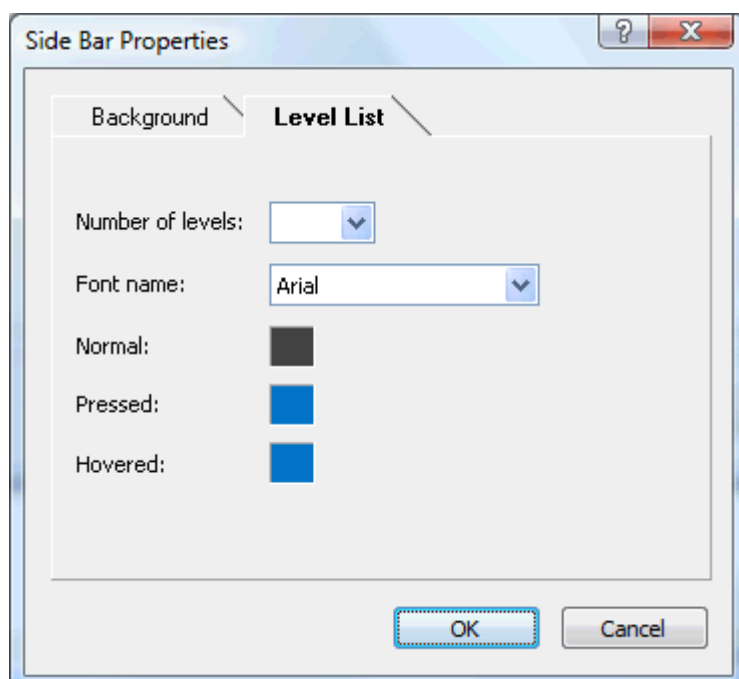 Side Bar Properties
?
X
Background
Level List
Number of levels:
Font name:
Arial
Normal:
Pressed:
Hovered:
OK
Cancel